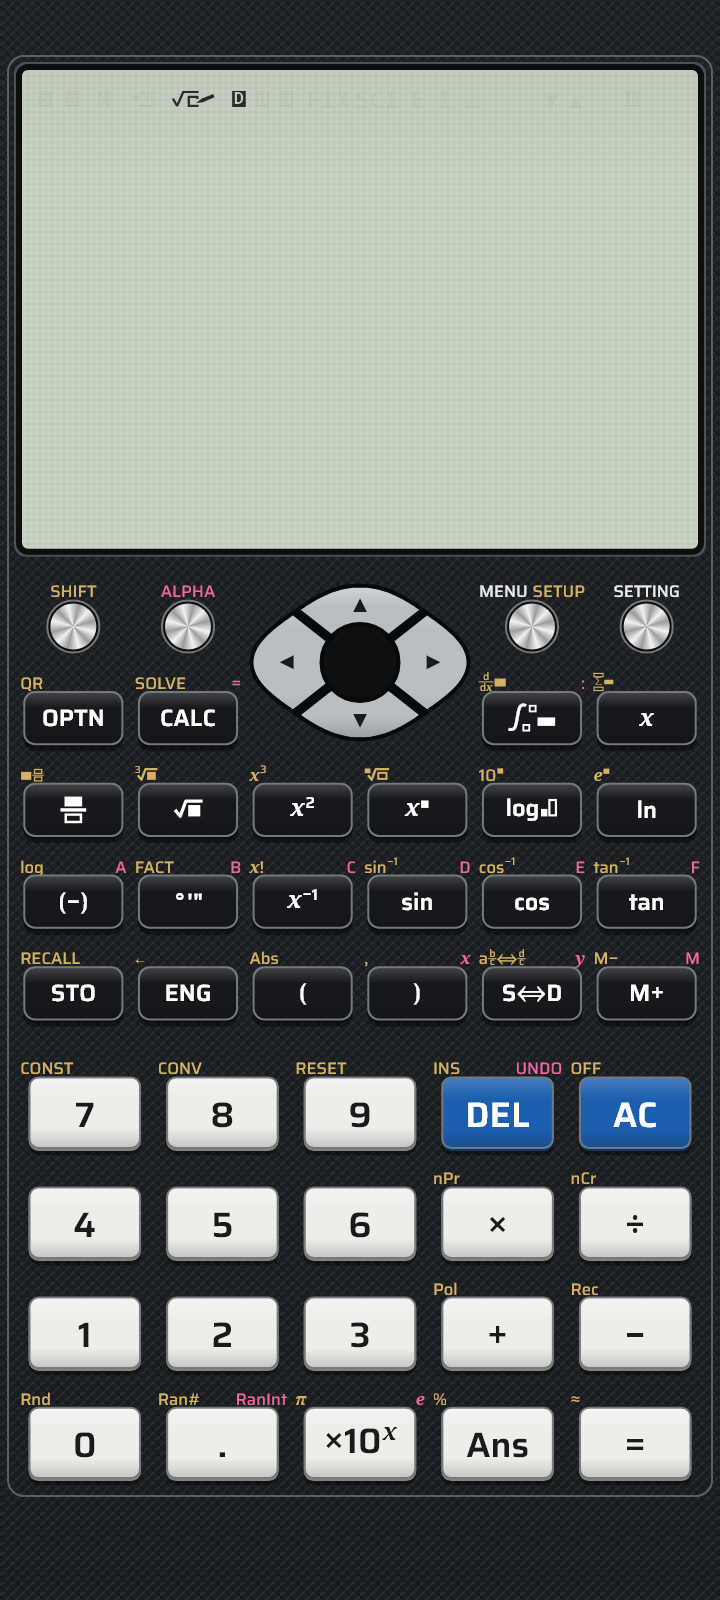 D
SHIFT ALPHA MENU SETUP SETTING
QR SOLVE = d/dx■ : Σ
OPTN CALC ∫ x
■ ³√■ x³ ■√□ 10■ e■
√■ x² x■ log ln
log A FACT B x! C sin⁻¹ D cos⁻¹ E tan⁻¹ F
(−) ° ' " x⁻¹ sin cos tan
RECALL ← Abs , x a b/c⇔d/c y M− M
STO ENG ( ) S⇔D M+
CONST CONV RESET INS UNDO OFF
7 8 9 DEL AC
nPr nCr
4 5 6 × ÷
Pol Rec
1 2 3 + −
Rnd Ran# RanInt π e % ≈
0 . ×10ˣ Ans =